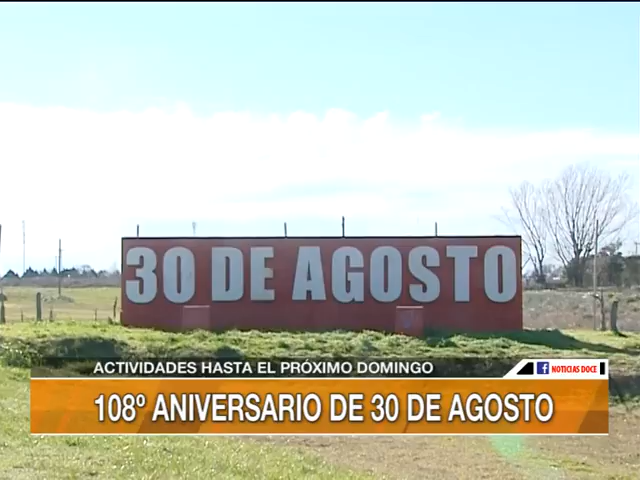 30 DE AGOSTO
ACTIVIDADES HASTA EL PRÓXIMO DOMINGO
f NOTICIAS DOCE
108º ANIVERSARIO DE 30 DE AGOSTO